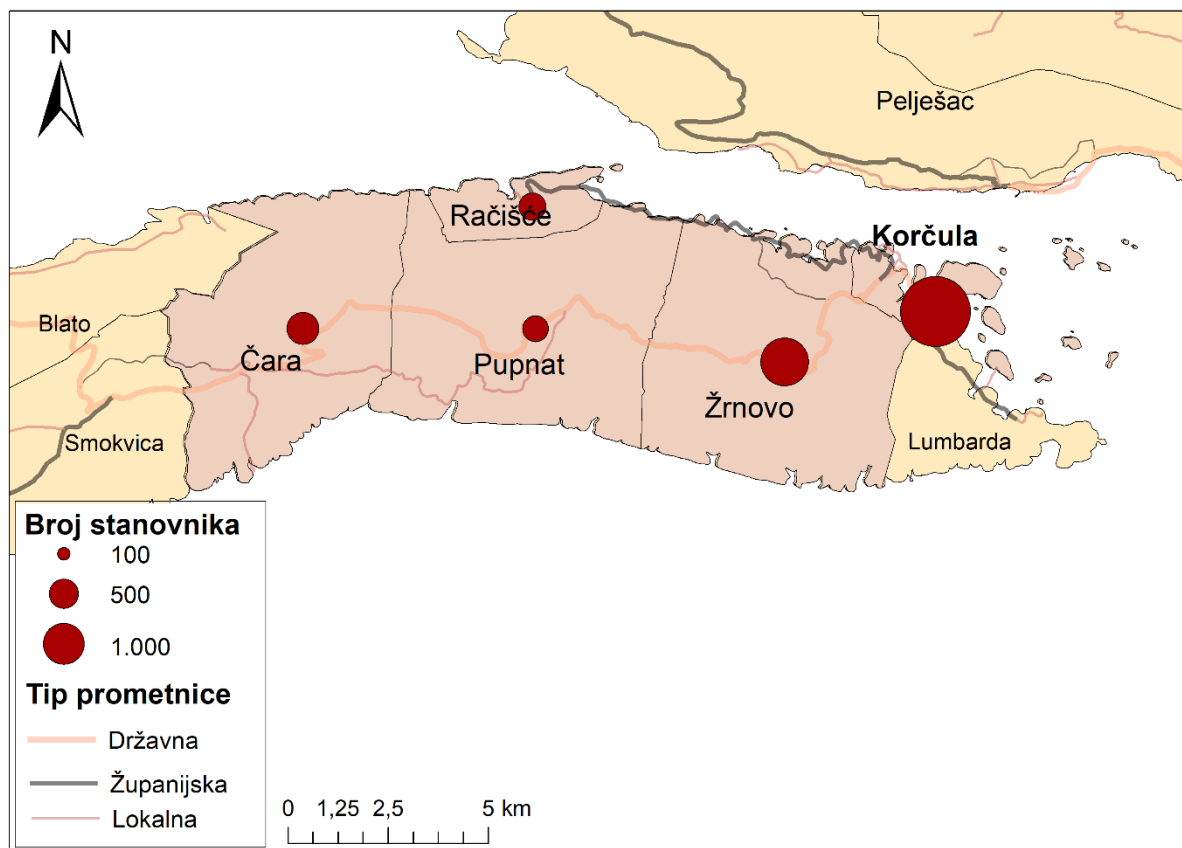 N
Pelješac
Račišće
Korčula
Blato
Čara
Pupnat
Žrnovo
Smokvica
Lumbarda
Broj stanovnika
100
500
1.000
Tip prometnice
Državna
Županijska
Lokalna
0 1,25 2,5 5 km